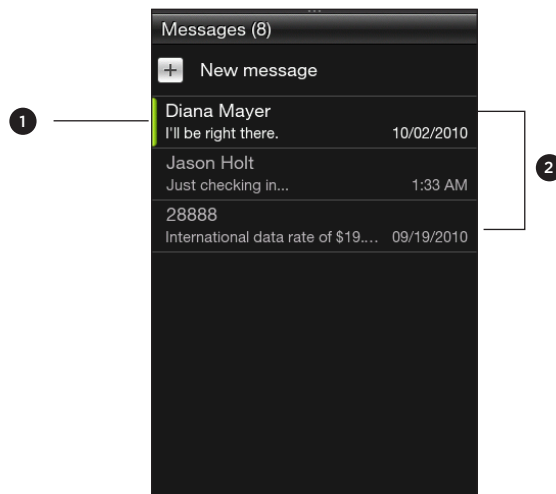 Messages (8)
New message
1
Diana Mayer
I'll be right there. 10/02/2010
2
Jason Holt
Just checking in... 1:33 AM
28888
International data rate of $19.... 09/19/2010